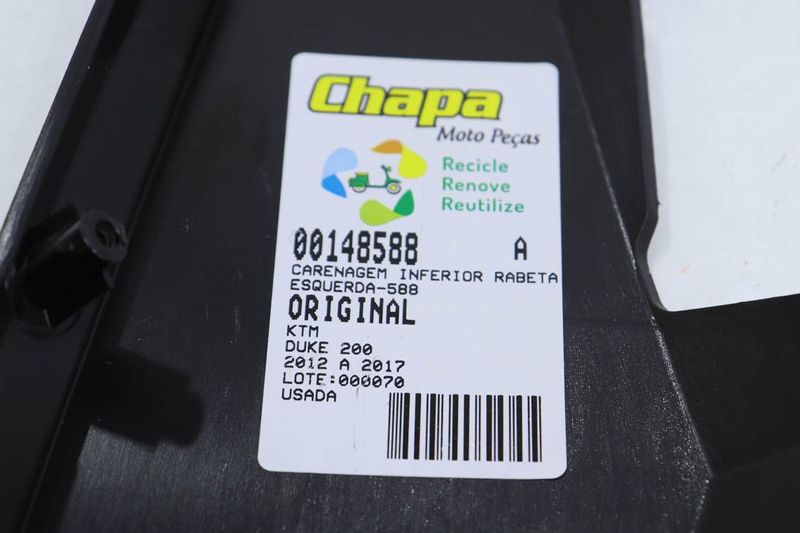 Chapa
Moto Peças
Recicle
Renove
Reutilize
00148588 A
CARENAGEM INFERIOR RABETA
ESQUERDA-588
ORIGINAL
KTM
DUKE 200
2012 A 2017
LOTE:000070
USADA